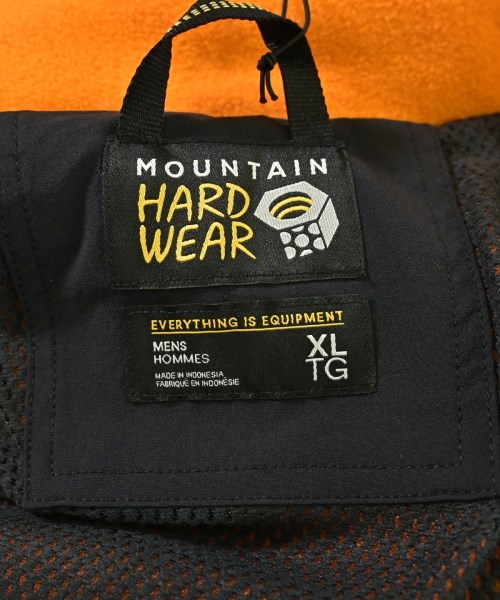 MOUNTAIN
HARD
WEAR
EVERYTHING IS EQUIPMENT
MENS
HOMMES
XL
TG
MADE IN INDONESIA
FABRIQUÉ EN INDONÉSIE